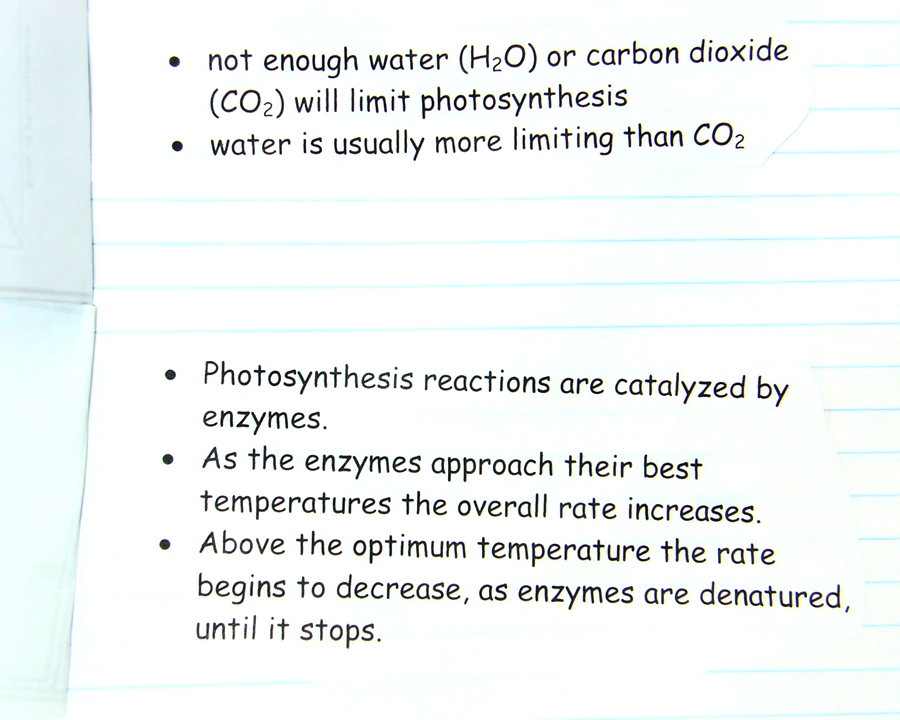 • not enough water (H₂O) or carbon dioxide
(CO₂) will limit photosynthesis
• water is usually more limiting than CO₂
• Photosynthesis reactions are catalyzed by
enzymes.
• As the enzymes approach their best
temperatures the overall rate increases.
• Above the optimum temperature the rate
begins to decrease, as enzymes are denatured,
until it stops.